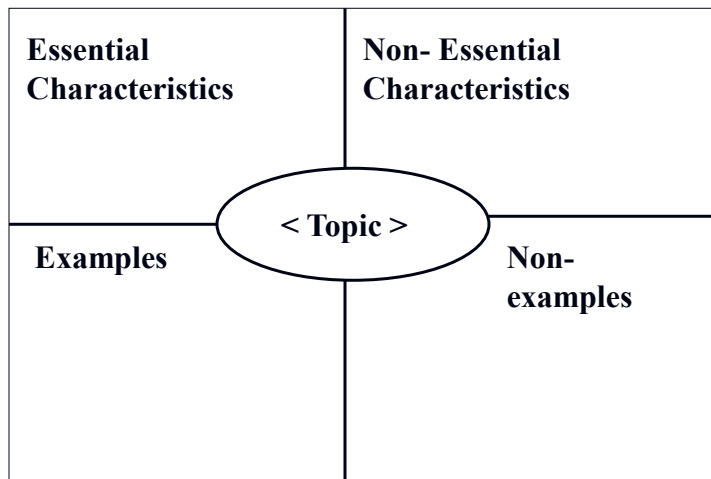 Essential
Characteristics
Non- Essential
Characteristics
< Topic >
Examples
Non-
examples